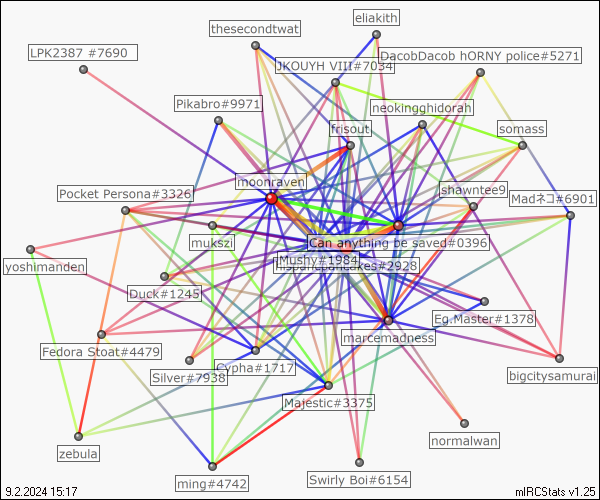 eliakith
thesecondtwat
LPK2387 #7690
DacobDacob hORNY police#5271
JKOUYH VIII#7034
Pikabro#9971
neokingghidorah
frisout
somass
moonraven
Pocket Persona#3326
shawntee9
Madネコ#6901
mukszi
Can anything be saved#0396
Mushy#1984
yoshimanden
Duck#1245
Eg.Master#1378
marcemadness
Fedora Stoat#4479
Cypha#1717
Silver#7938
bigcitysamurai
Majestic#3375
normalwan
zebula
ming#4742
Swirly Boi#6154
9.2.2024 15:17
mIRCStats v1.25